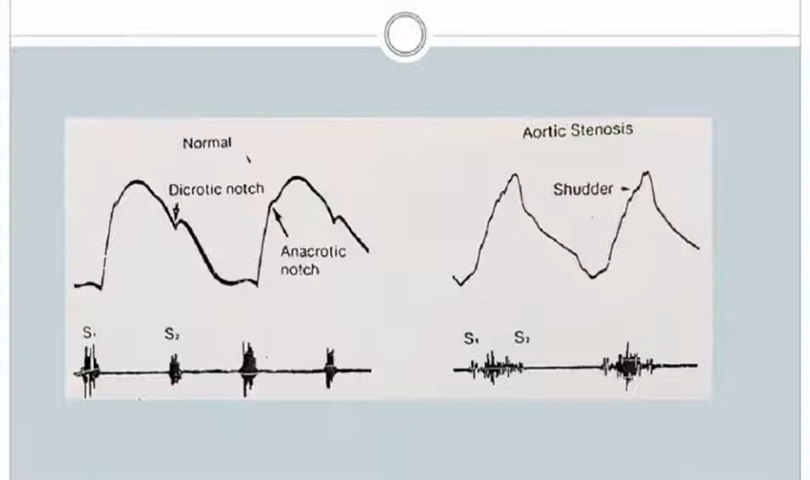 Normal
Dicrotic notch
Anacrotic
notch
S₁ S₂
Aortic Stenosis
Shudder
S₁ S₂